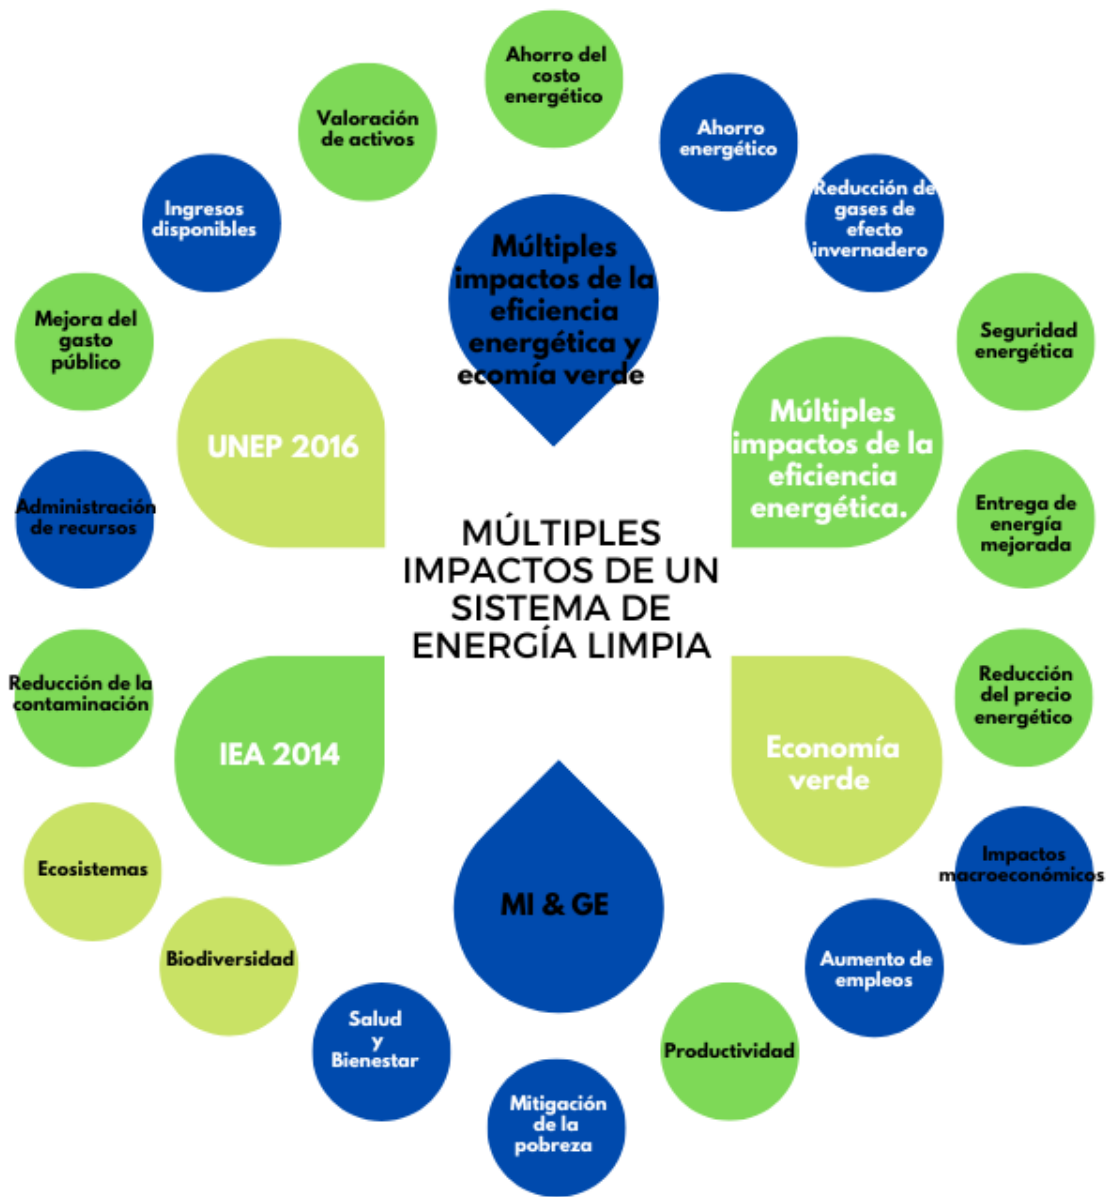 Ahorro del
costo
energético
Ahorro
energético
Reducción de
gases de
efecto
invernadero
Seguridad
energética
Entrega de
energía
mejorada
Reducción
del precio
energético
Impactos
macroeconómicos
Aumento de
empleos
Productividad
Mitigación
de la
pobreza
Salud
y
Bienestar
Biodiversidad
Ecosistemas
Reducción de la
contaminación
Administración
de recursos
Mejora del
gasto
público
Ingresos
disponibles
Valoración
de activos
Múltiples
impactos de la
eficiencia
energética y
ecomía verde
Múltiples
impactos de la
eficiencia
energética.
Economía
verde
MI & GE
IEA 2014
UNEP 2016
MÚLTIPLES
IMPACTOS DE UN
SISTEMA DE
ENERGÍA LIMPIA